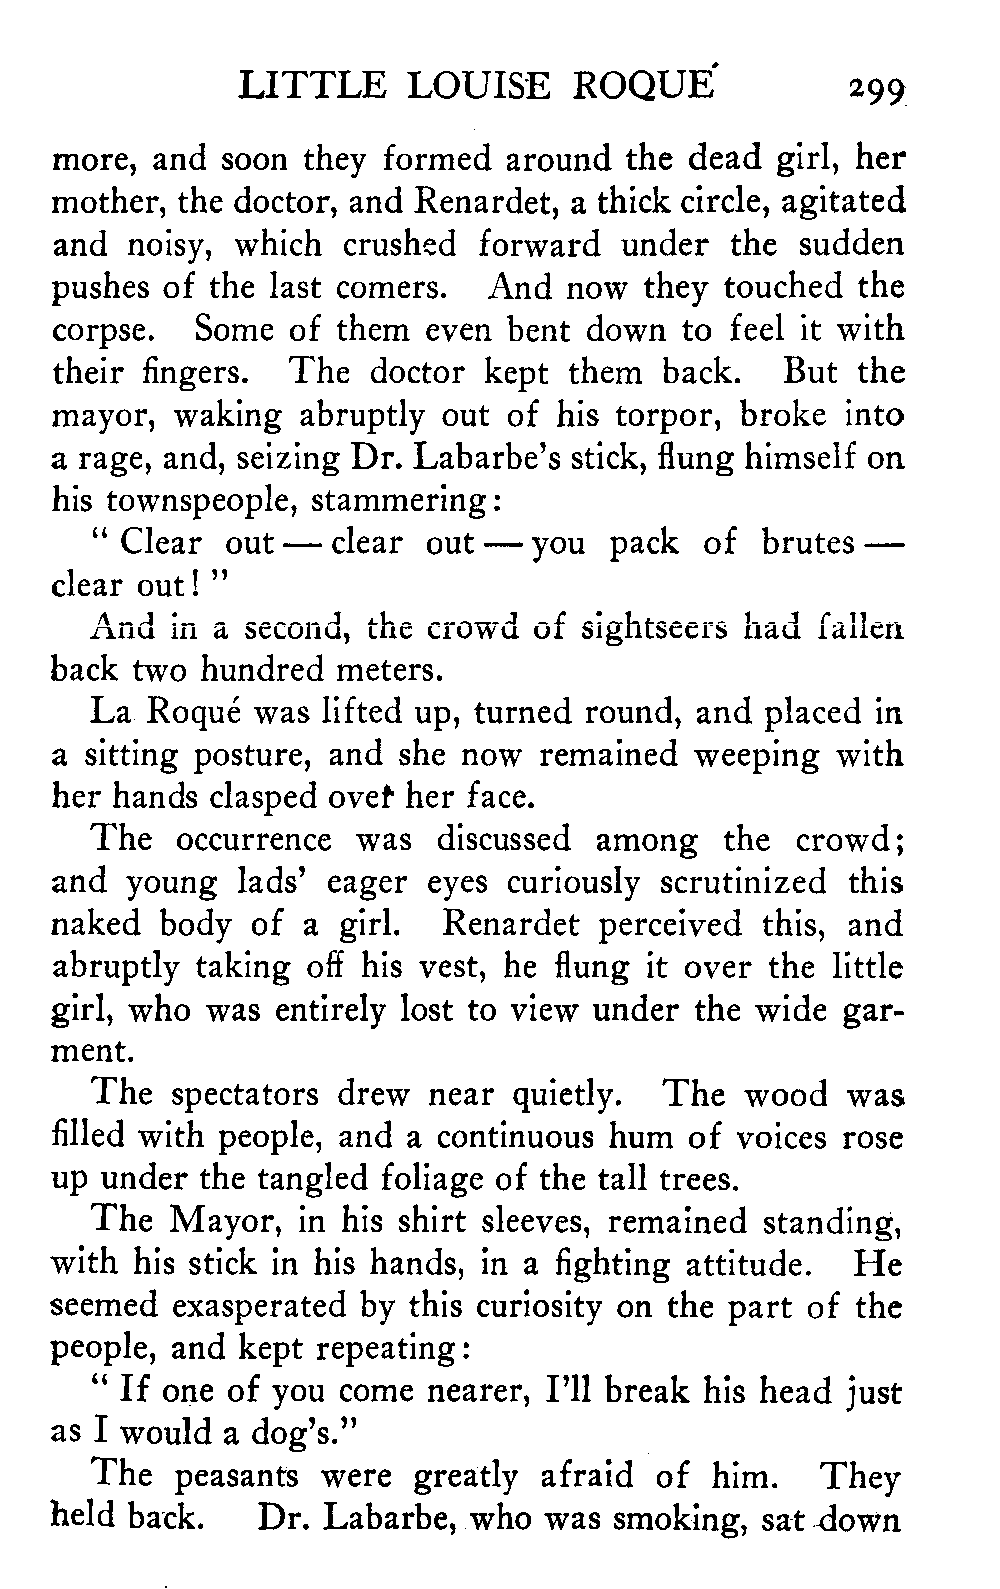 LITTLE LOUISE ROQUÉ 299
more, and soon they formed around the dead girl, her
mother, the doctor, and Renardet, a thick circle, agitated
and noisy, which crushed forward under the sudden
pushes of the last comers. And now they touched the
corpse. Some of them even bent down to feel it with
their fingers. The doctor kept them back. But the
mayor, waking abruptly out of his torpor, broke into
a rage, and, seizing Dr. Labarbe's stick, flung himself on
his townspeople, stammering:
“ Clear out — clear out — you pack of brutes —
clear out! ”
And in a second, the crowd of sightseers had fallen
back two hundred meters.
La Roqué was lifted up, turned round, and placed in
a sitting posture, and she now remained weeping with
her hands clasped over her face.
The occurrence was discussed among the crowd;
and young lads' eager eyes curiously scrutinized this
naked body of a girl. Renardet perceived this, and
abruptly taking off his vest, he flung it over the little
girl, who was entirely lost to view under the wide gar-
ment.
The spectators drew near quietly. The wood was
filled with people, and a continuous hum of voices rose
up under the tangled foliage of the tall trees.
The Mayor, in his shirt sleeves, remained standing,
with his stick in his hands, in a fighting attitude. He
seemed exasperated by this curiosity on the part of the
people, and kept repeating:
“ If one of you come nearer, I'll break his head just
as I would a dog's.”
The peasants were greatly afraid of him. They
held back. Dr. Labarbe, who was smoking, sat down